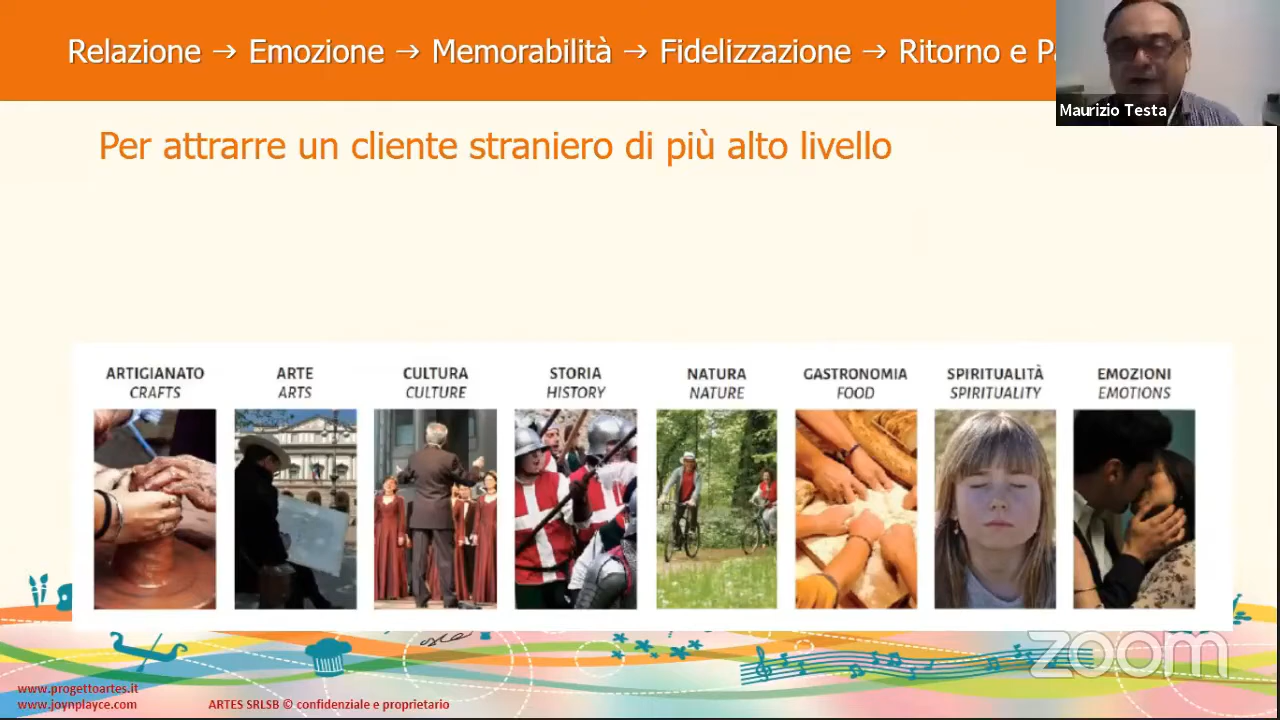 Relazione → Emozione → Memorabilità → Fidelizzazione → Ritorno e
Maurizio Testa
Per attrarre un cliente straniero di più alto livello
ARTIGIANATO
CRAFTS
ARTE
ARTS
CULTURA
CULTURE
STORIA
HISTORY
NATURA
NATURE
GASTRONOMIA
FOOD
SPIRITUALITÀ
SPIRITUALITY
EMOZIONI
EMOTIONS
zoom
www.progettoartes.it
www.joynplayce.com
ARTES SRLSB © confidenziale e proprietario